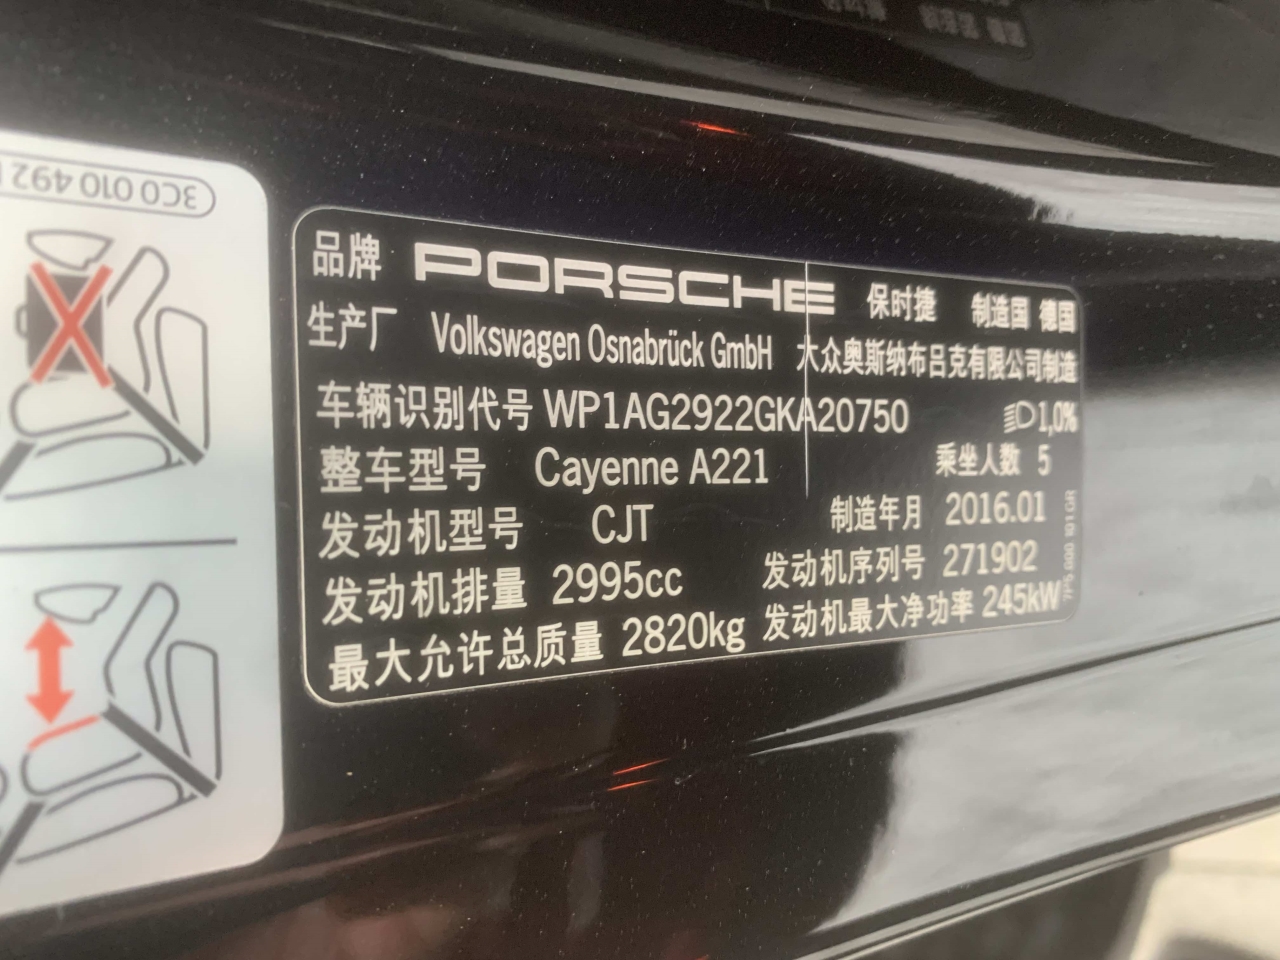 3C0 010 492
品牌 PORSCHE 保时捷 制造国 德国
生产厂 Volkswagen Osnabrück GmbH 大众奥斯纳布吕克有限公司制造
车辆识别代号 WP1AG2922GKA20750 1,0%
整车型号 Cayenne A221 乘坐人数 5
发动机型号 CJT 制造年月 2016.01
发动机排量 2995cc 发动机序列号 271902
最大允许总质量 2820kg 发动机最大净功率 245kW
7P5.000.101GR